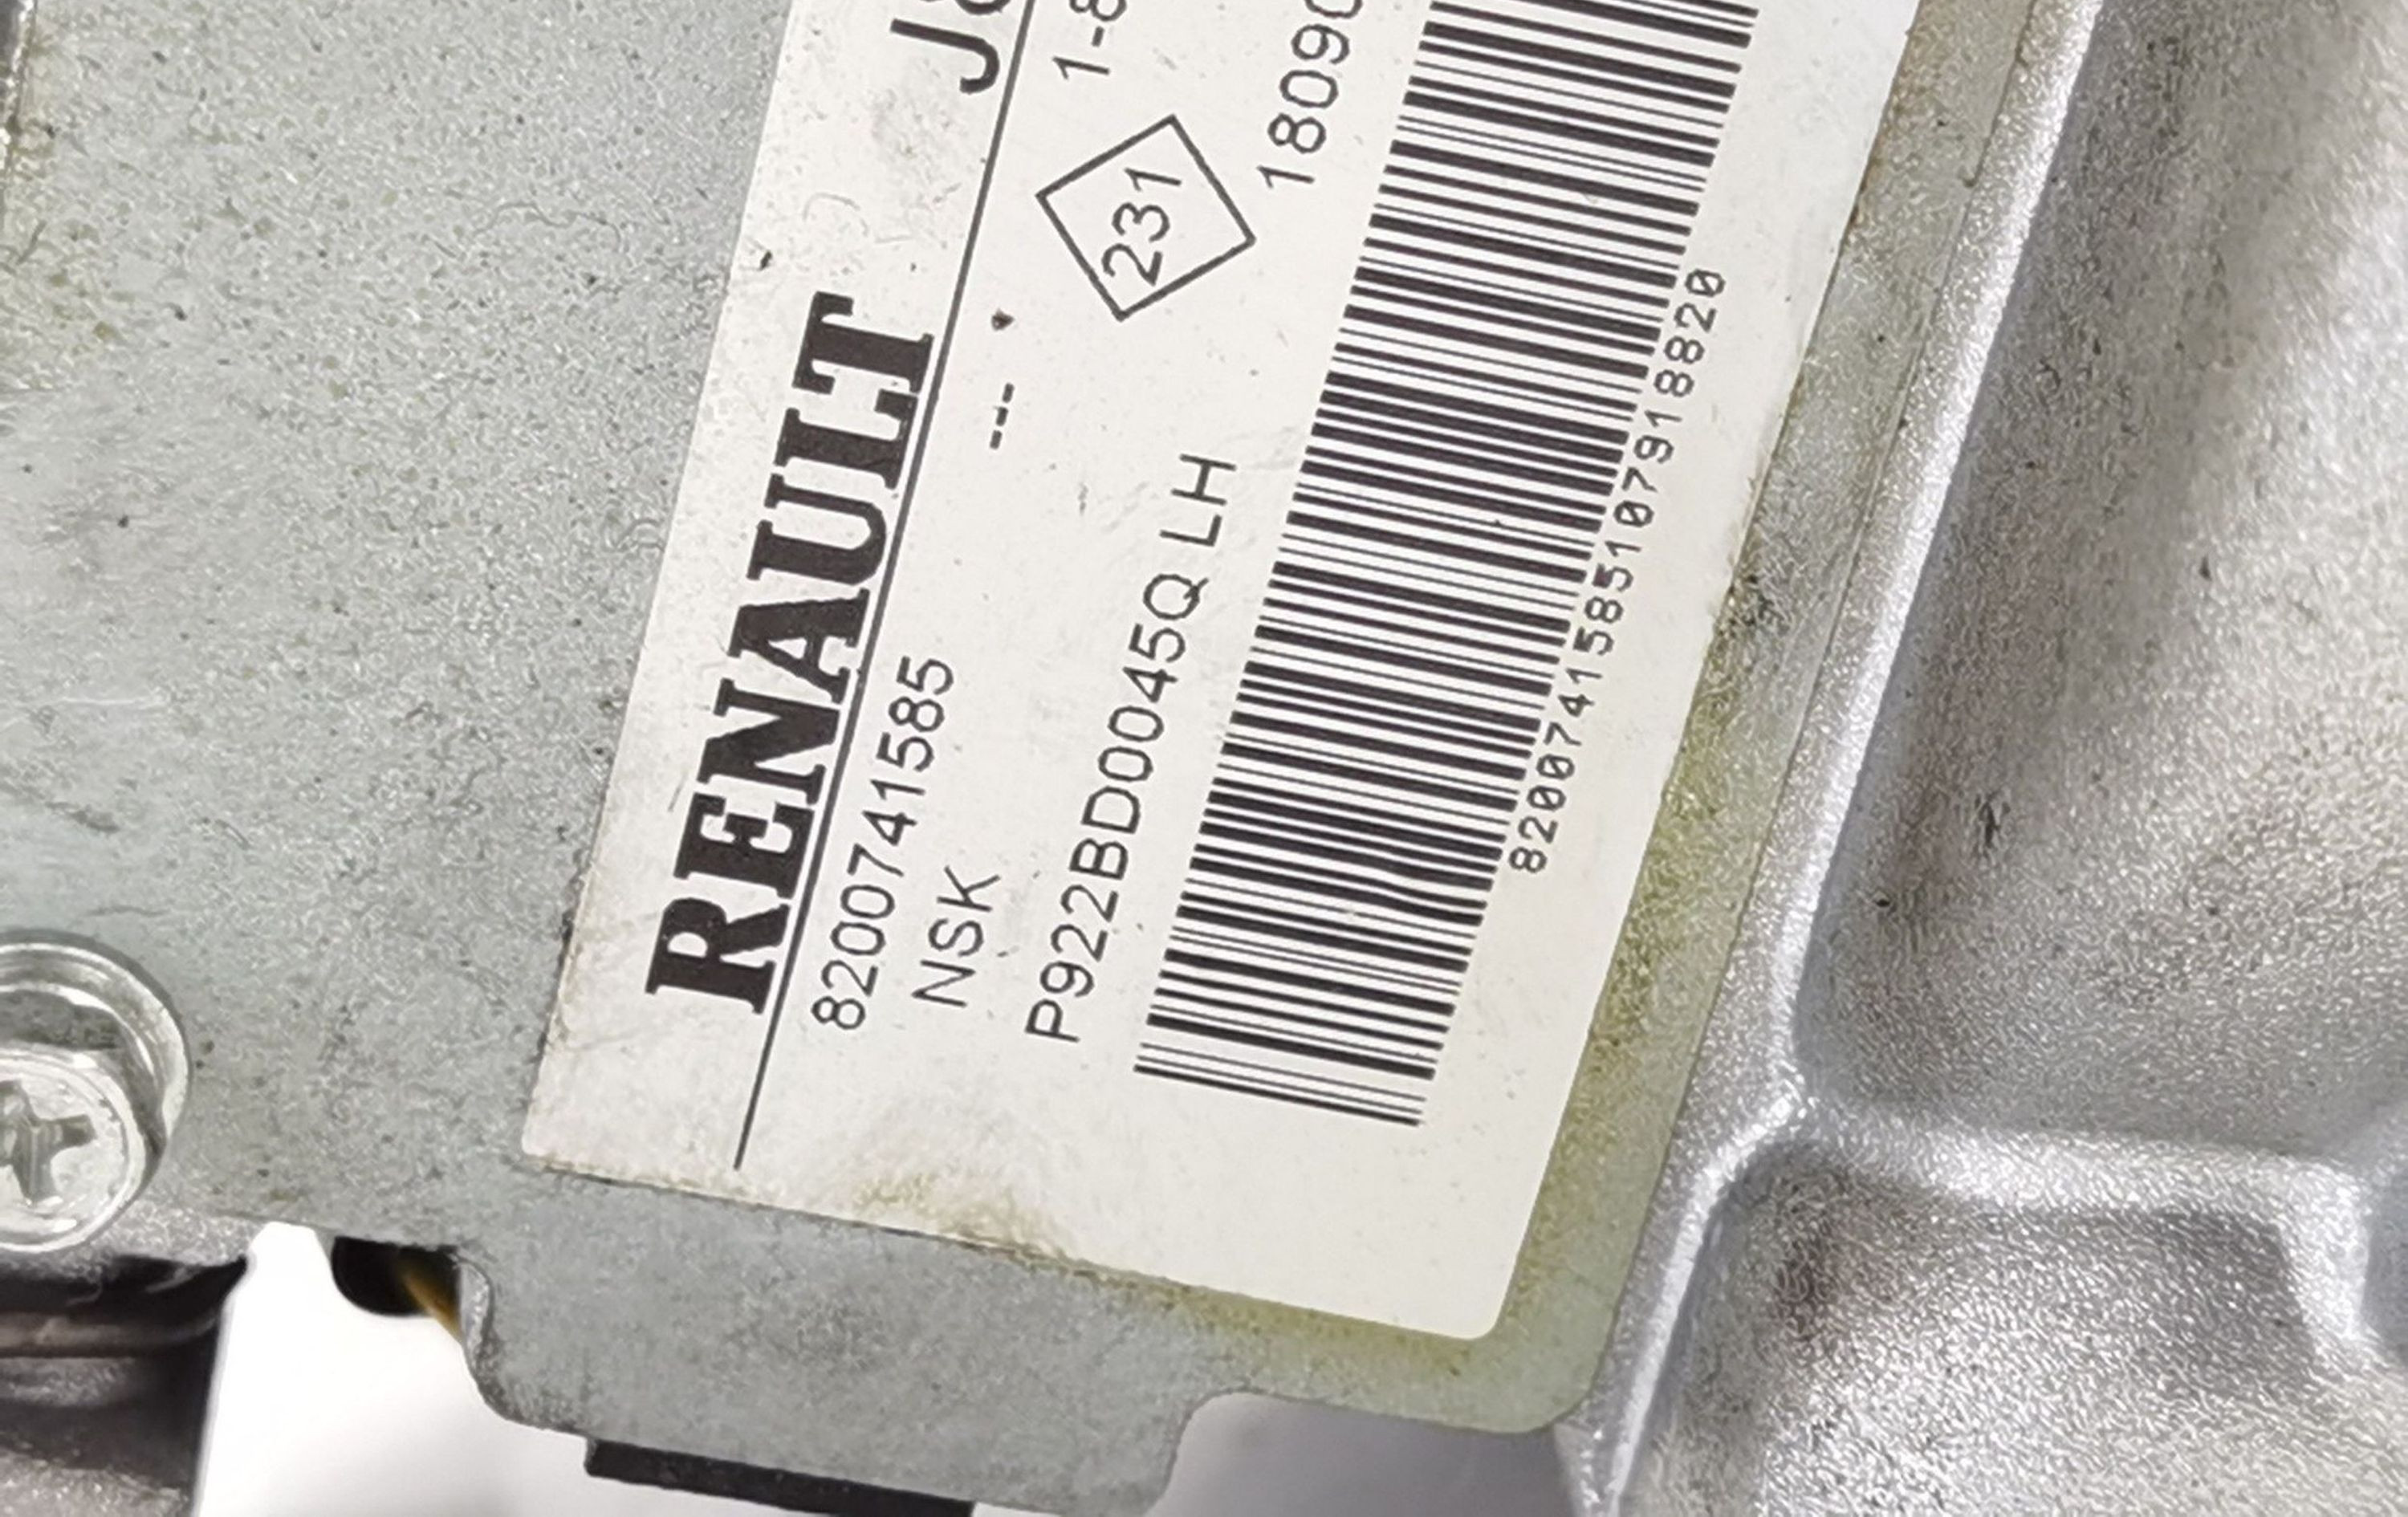 RENAULT
8200741585 ---
NSK
231
P922BD0045Q LH
8200741585107918820